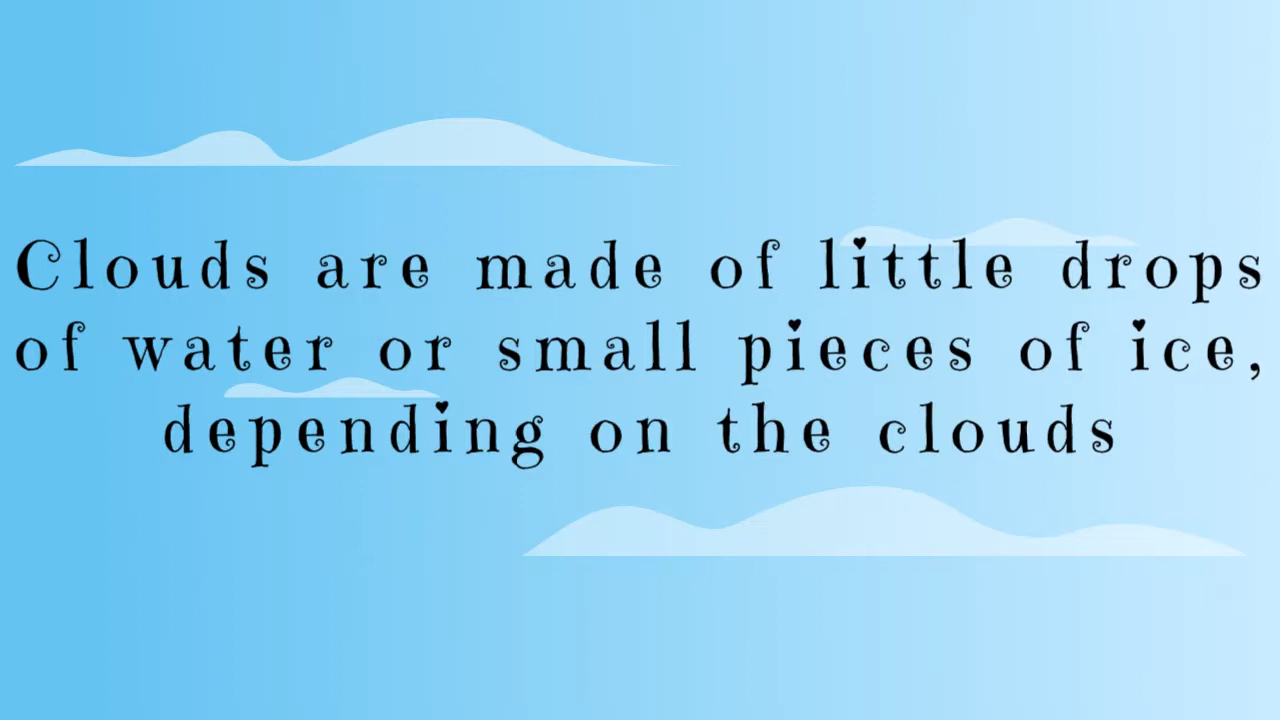 Clouds are made of little drops
of water or small pieces of ice,
depending on the clouds